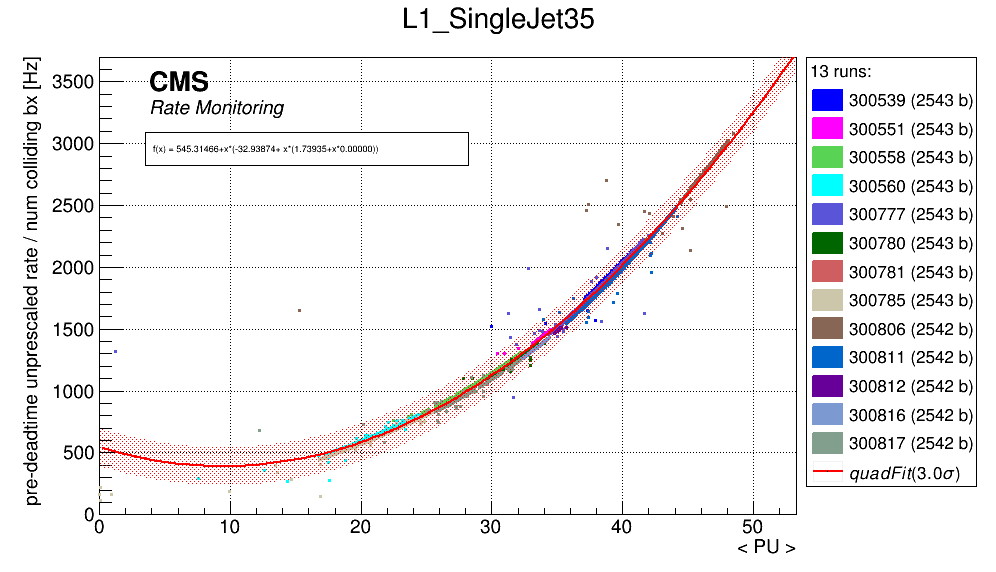 L1_SingleJet35
pre-deadtime unprescaled rate / num colliding bx [Hz]
3500
3000
2500
2000
1500
1000
500
0
CMS
Rate Monitoring
f(x) = 545.31466+x*(-32.93874+ x*(1.73935+x*0.00000))
0 10 20 30 40 50
< PU >
13 runs:
300539 (2543 b)
300551 (2543 b)
300558 (2543 b)
300560 (2543 b)
300777 (2543 b)
300780 (2543 b)
300781 (2543 b)
300785 (2543 b)
300806 (2542 b)
300811 (2542 b)
300812 (2542 b)
300816 (2542 b)
300817 (2542 b)
quadFit(3.0σ)